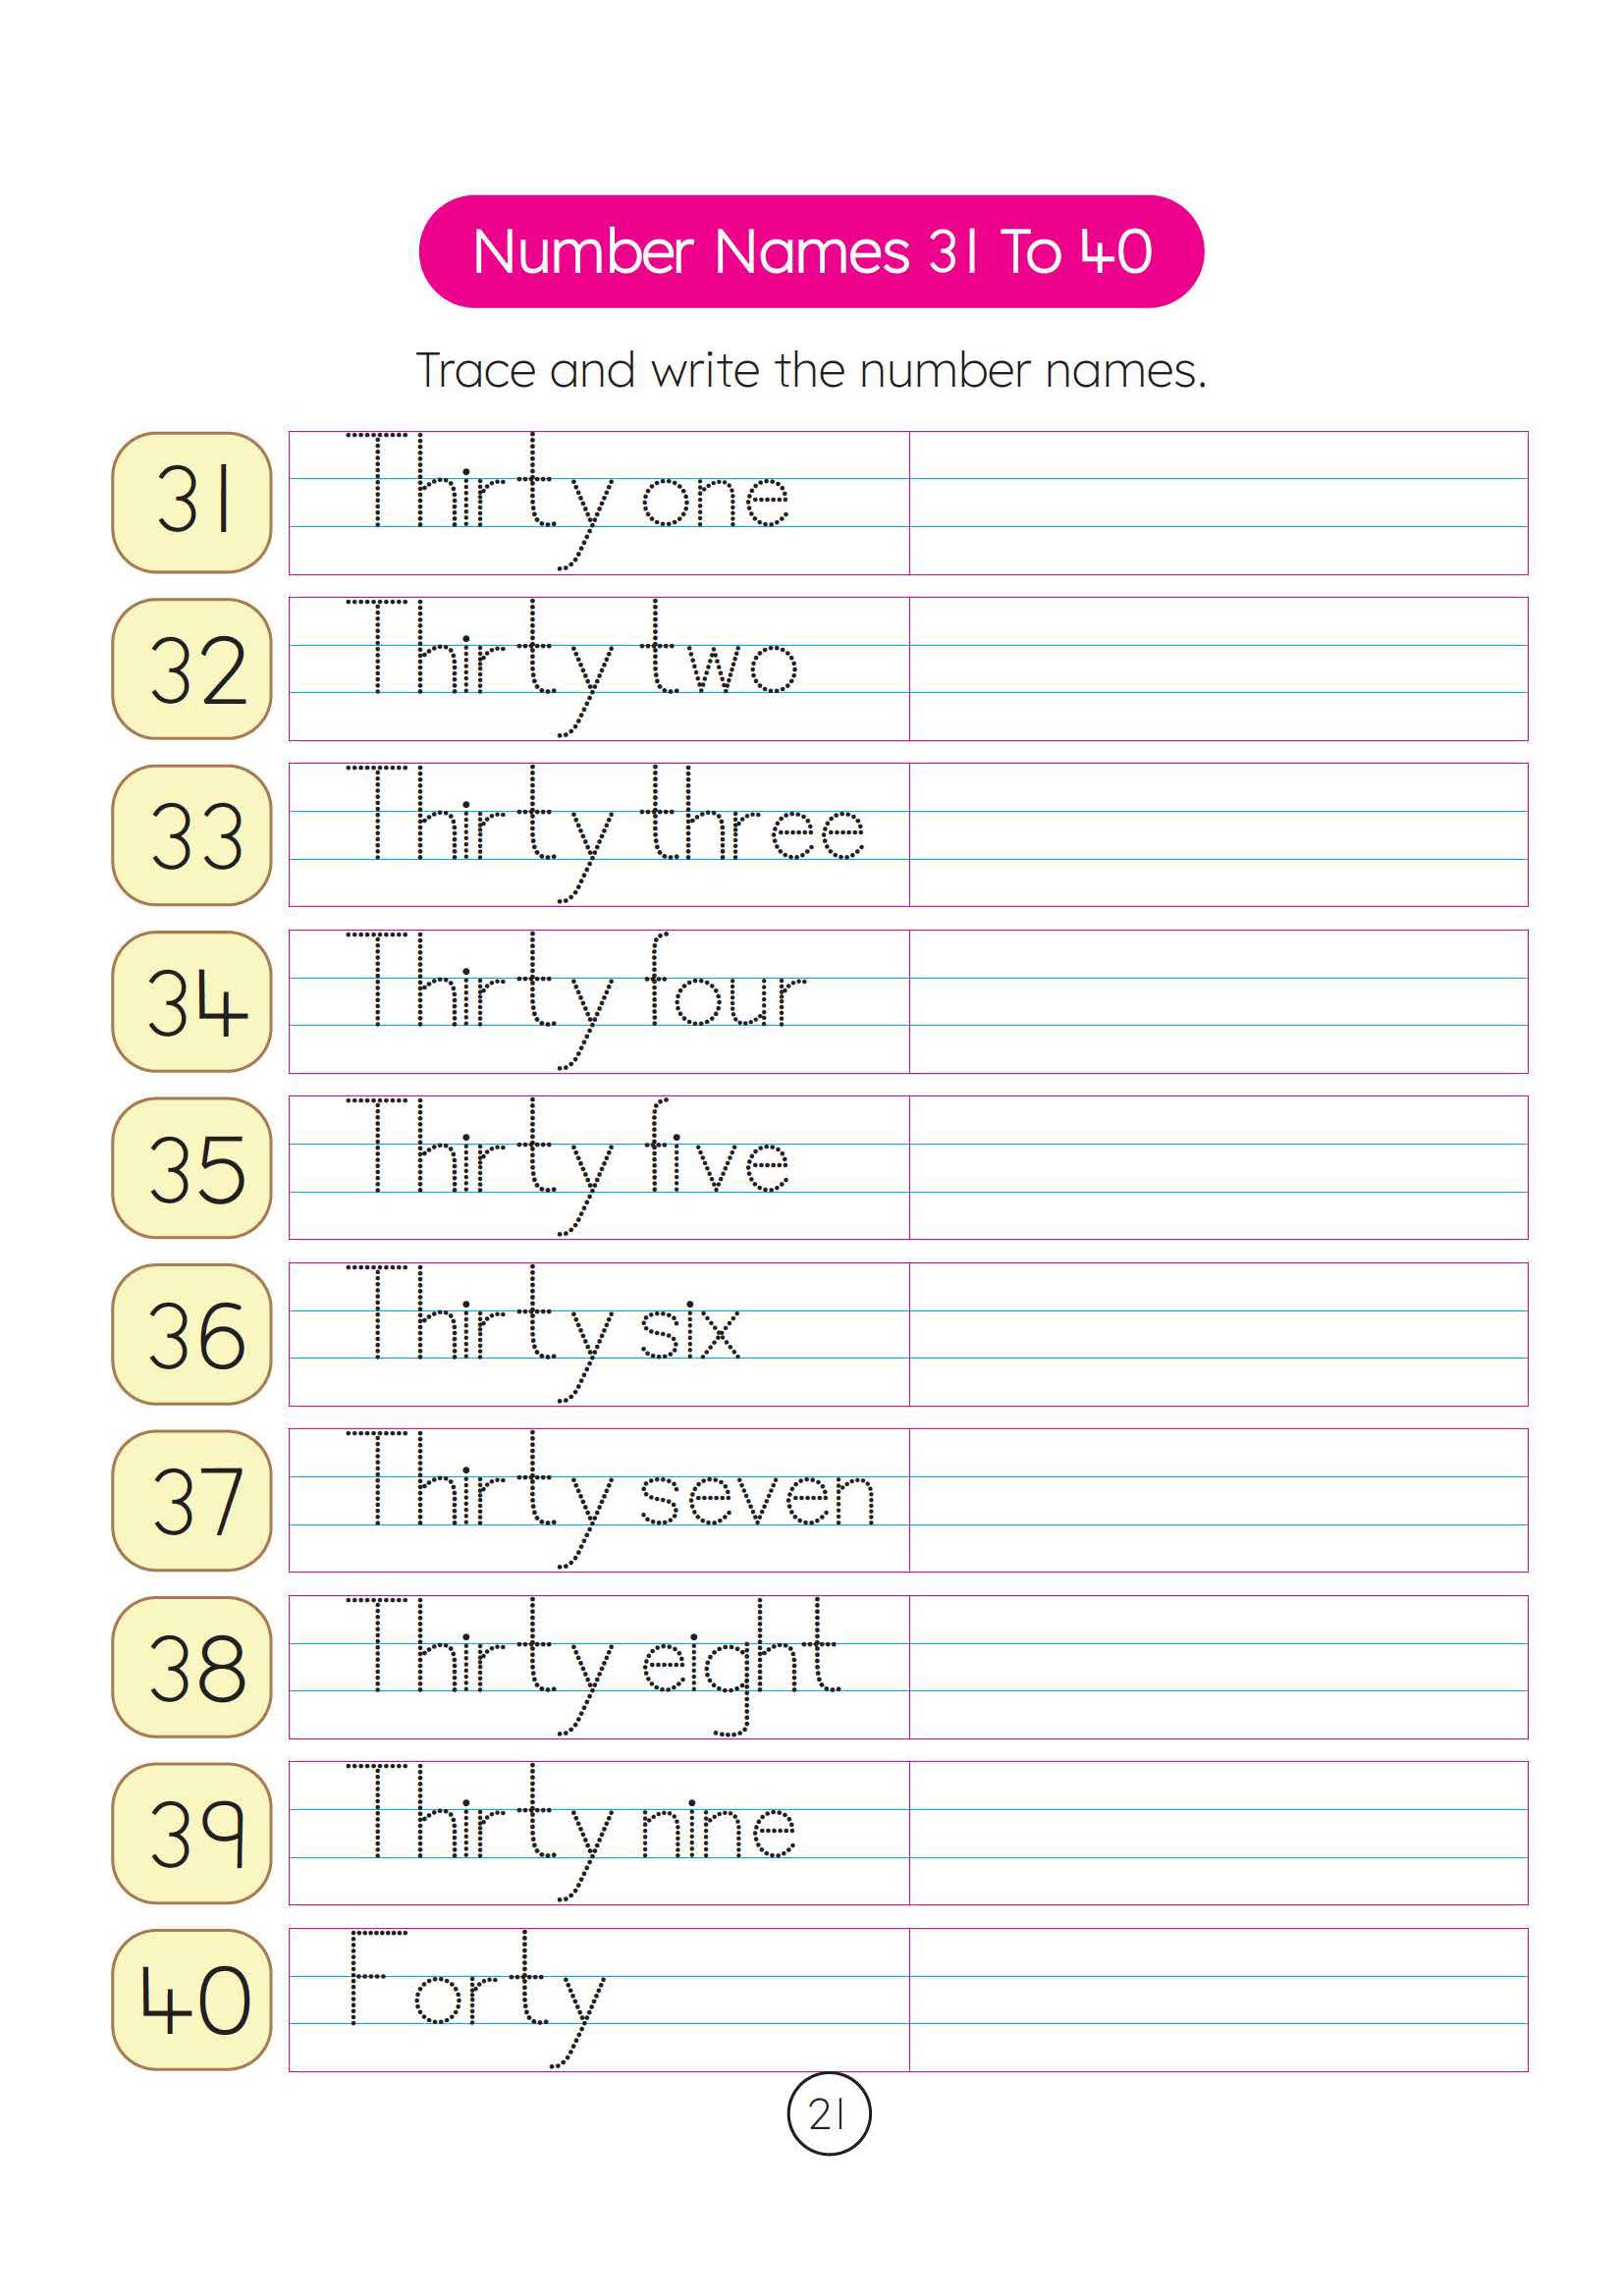 Number Names 31 To 40
Trace and write the number names.
31 Thirty one
32 Thirty two
33 Thirty three
34 Thirty four
35 Thirty five
36 Thirty six
37 Thirty seven
38 Thirty eight
39 Thirty nine
40 Forty
21